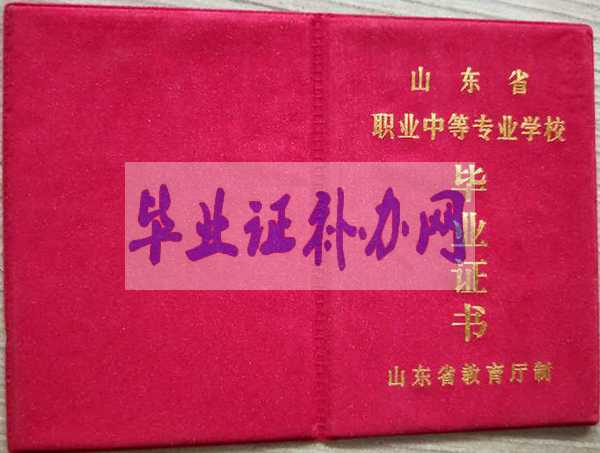 山东省
职业中等专业学校
毕业证书
山东省教育厅制
毕业证补办网